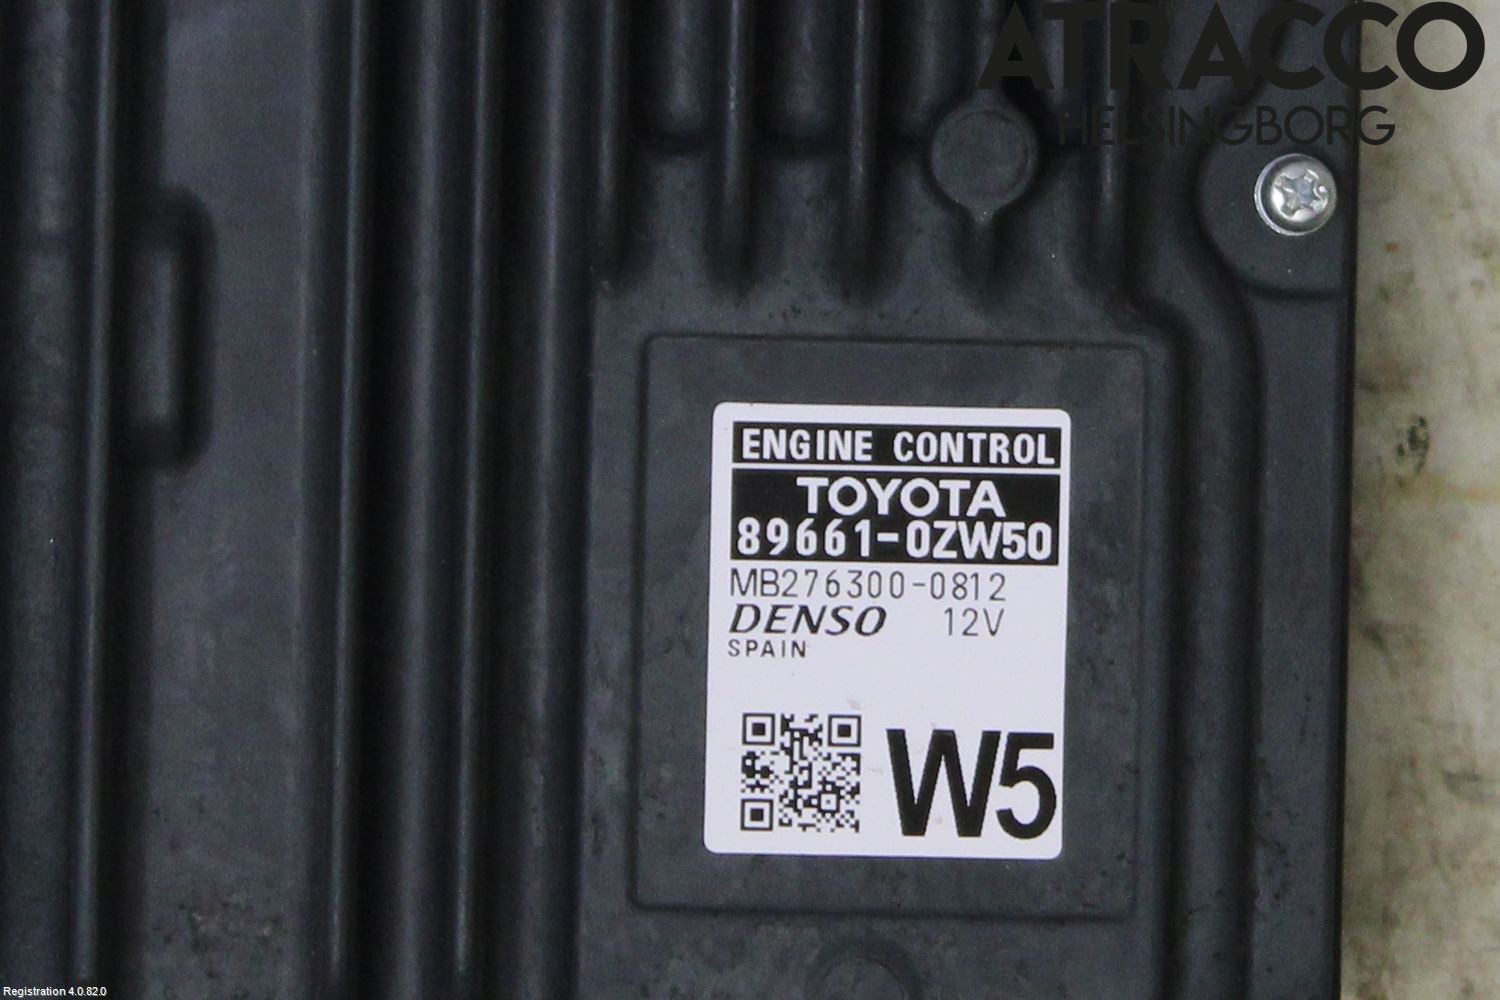 ATRACCO
HELSINGBORG
ENGINE CONTROL
TOYOTA
89661-0ZW50
MB276300-0812
DENSO 12V
SPAIN
W5
Registration 4.0.82.0